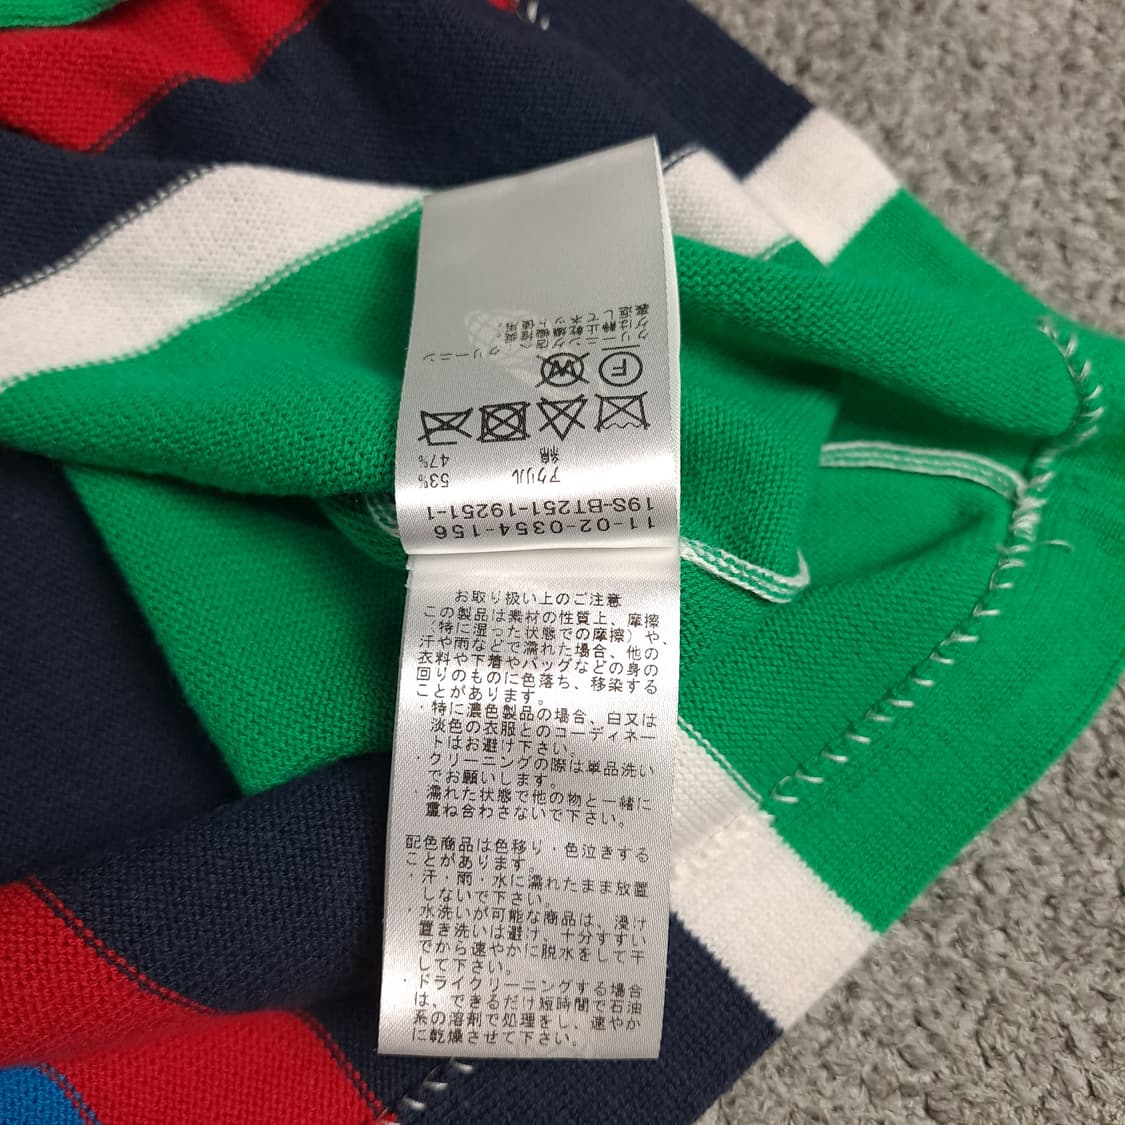 11-02-0354-156
19S-BT251-19251-1
アクリル 53%
綿 47%
F W
裏返してネット使用。
お取り扱い上のご注意
この製品は素材の性質上、摩擦
（特に湿った状態での摩擦）や、
汗や雨などで濡れた場合、他の
衣料や下着やバッグなどの身の
回りのものに色落ち、移染する
ことがあります。
・特に濃色製品の場合、白又は
淡色の衣服とのコーディネー
トはお避け下さい。
・クリーニングの際は単品洗い
でお願いします。
・濡れた状態で他の物と一緒に
重ね合わさないで下さい。
配色商品は色移り・色泣きする
ことがあります。
・汗・雨・水に濡れたまま放置
しないで下さい。
・水洗いが可能な商品は、浸け
置き洗いは避け、十分すすい
でから速やかに脱水をして干
して下さい。
・ドライクリーニングする場合
は、できるだけ短時間で石油
系の溶剤で処理をし、速やか
に乾燥させて下さい。